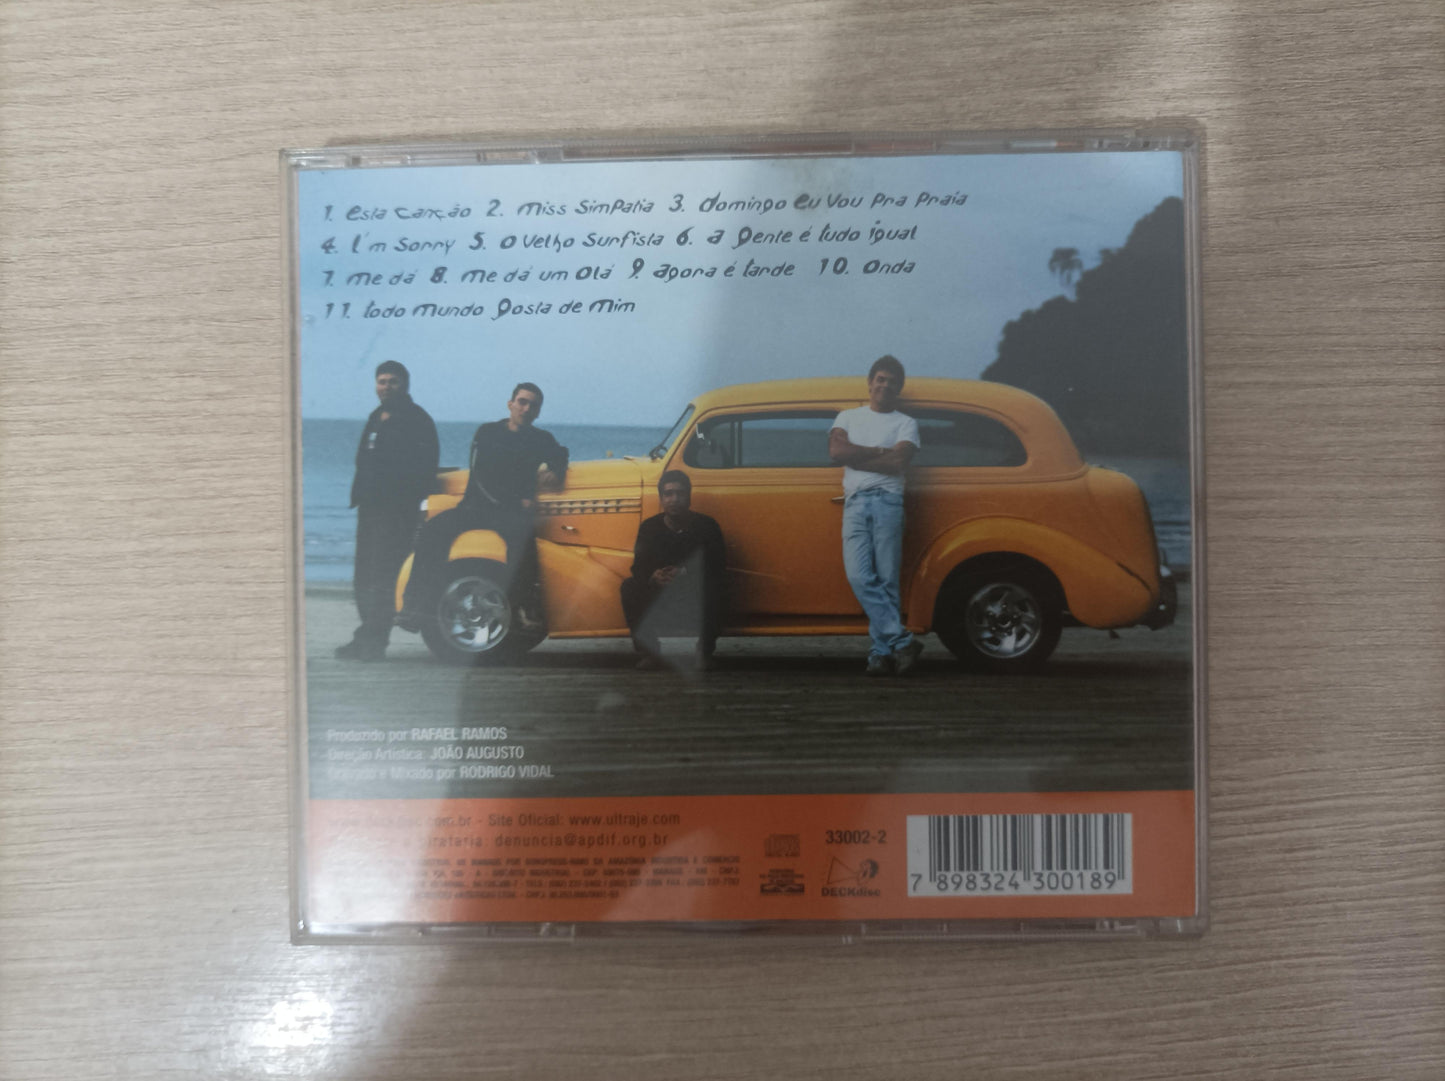 1. Esta Canção 2. Miss Simpatia 3. Domingo Eu Vou Pra Praia
4. I'm Sorry 5. O Velho Surfista 6. A Gente é Tudo Igual
7. Me dá 8. Me dá um Olá 9. Agora é Tarde 10. Onda
11. Todo Mundo Gosta de Mim
Produzido por RAFAEL RAMOS
Direção Artística: JOÃO AUGUSTO
Gravado e Mixado por RODRIGO VIDAL
.com.br - Site Oficial: www.ultraje.com
pirataria: denuncia@apdif.org.br
33002-2
DECKdisc
7 898324 300189